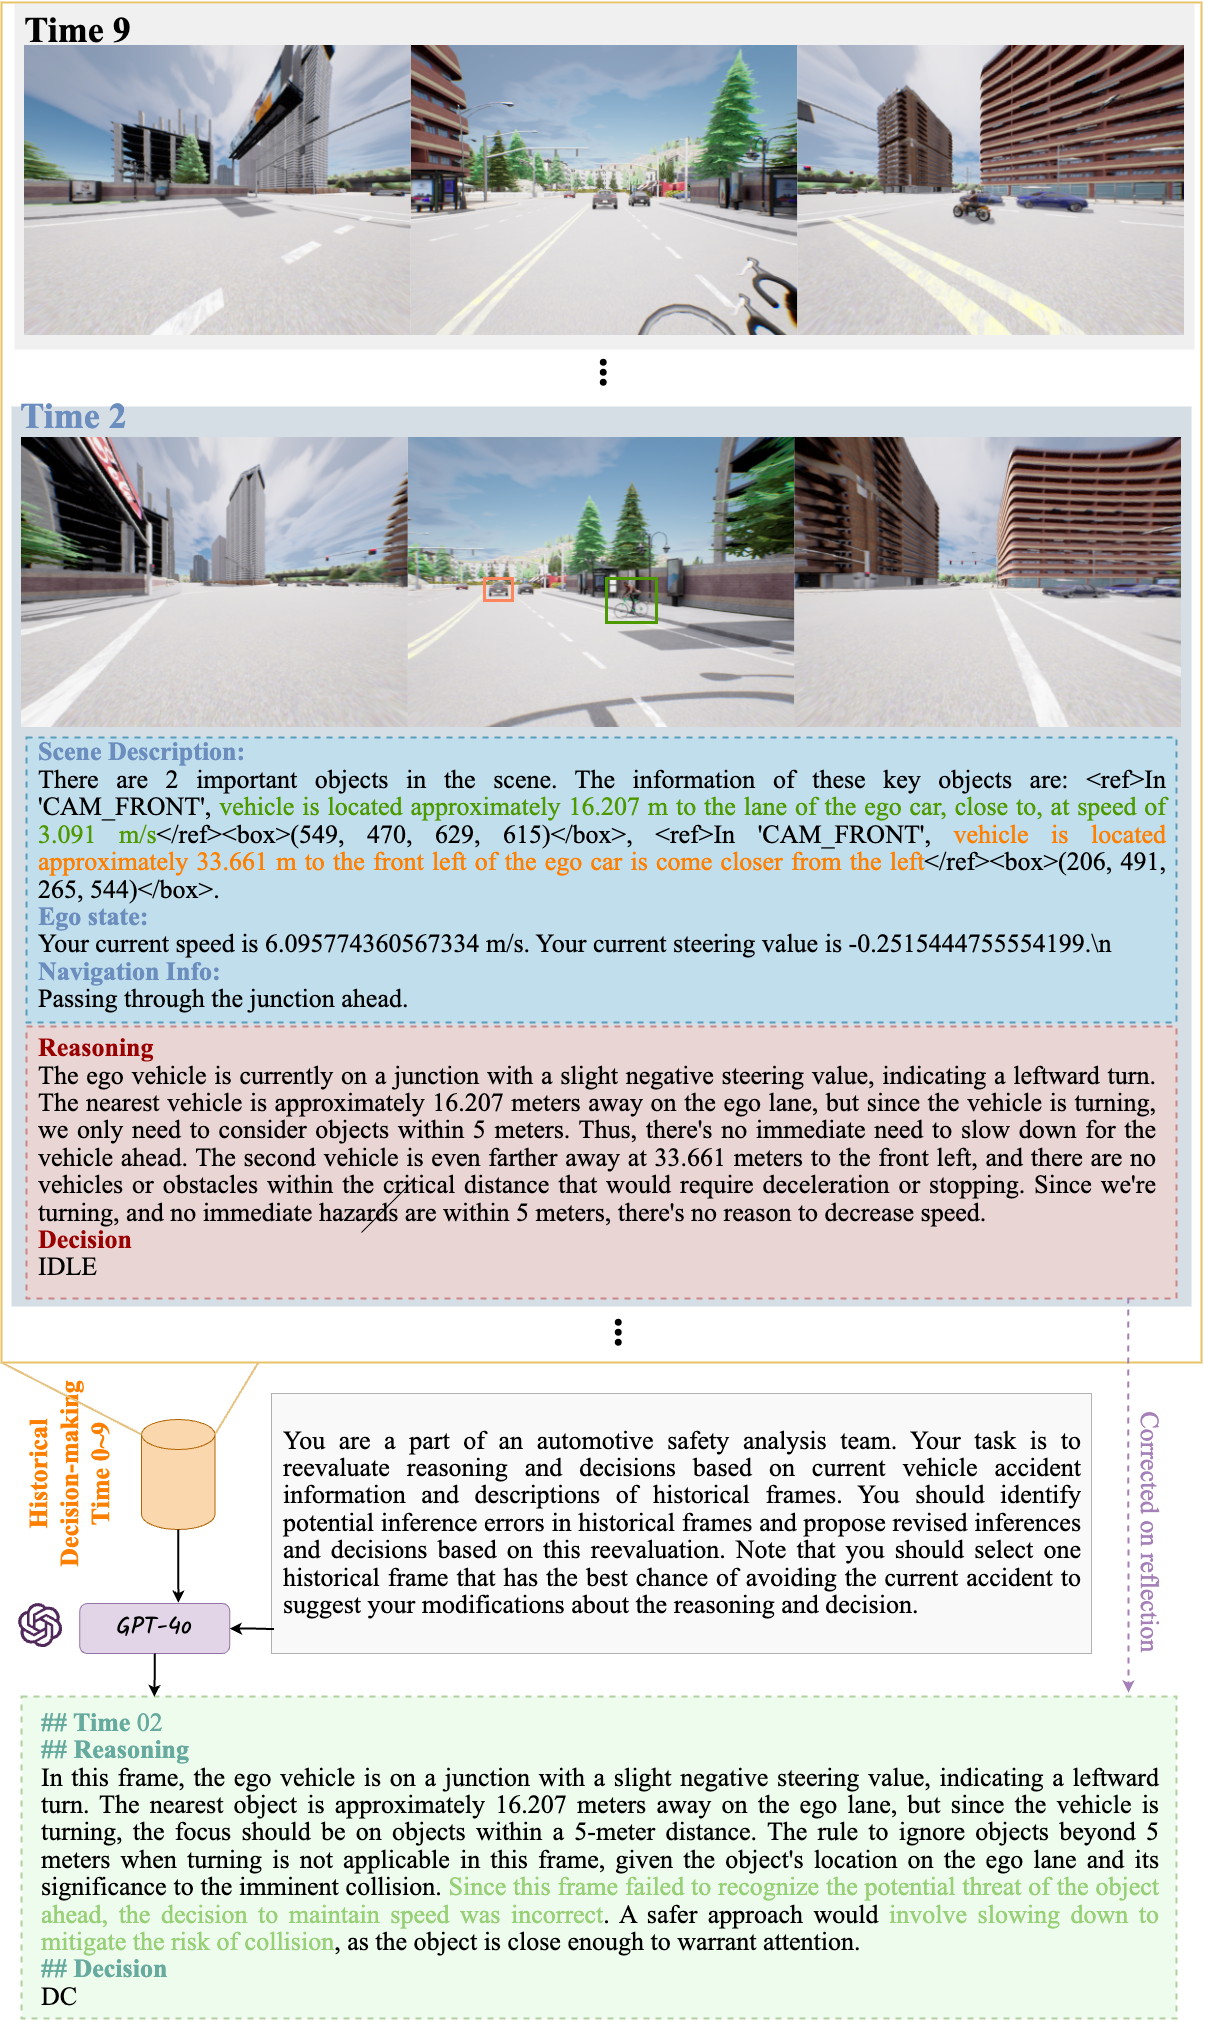 Time 9
Time 2
Scene Description:
There are 2 important objects in the scene. The information of these key objects are: <ref>In
'CAM_FRONT', vehicle is located approximately 16.207 m to the lane of the ego car, close to, at speed of
3.091 m/s</ref><box>(549, 470, 629, 615)</box>, <ref>In 'CAM_FRONT', vehicle is located
approximately 33.661 m to the front left of the ego car is come closer from the left</ref><box>(206, 491,
265, 544)</box>.
Ego state:
Your current speed is 6.095774360567334 m/s. Your current steering value is -0.2515444755554199.\n
Navigation Info:
Passing through the junction ahead.
Reasoning
The ego vehicle is currently on a junction with a slight negative steering value, indicating a leftward turn.
The nearest vehicle is approximately 16.207 meters away on the ego lane, but since the vehicle is turning,
we only need to consider objects within 5 meters. Thus, there's no immediate need to slow down for the
vehicle ahead. The second vehicle is even farther away at 33.661 meters to the front left, and there are no
vehicles or obstacles within the critical distance that would require deceleration or stopping. Since we're
turning, and no immediate hazards are within 5 meters, there's no reason to decrease speed.
Decision
IDLE
Historical
Decision-making
Time 0~9
You are a part of an automotive safety analysis team. Your task is to
reevaluate reasoning and decisions based on current vehicle accident
information and descriptions of historical frames. You should identify
potential inference errors in historical frames and propose revised inferences
and decisions based on this reevaluation. Note that you should select one
historical frame that has the best chance of avoiding the current accident to
suggest your modifications about the reasoning and decision.
Corrected on reflection
GPT-4o
## Time 02
## Reasoning
In this frame, the ego vehicle is on a junction with a slight negative steering value, indicating a leftward
turn. The nearest object is approximately 16.207 meters away on the ego lane, but since the vehicle is
turning, the focus should be on objects within a 5-meter distance. The rule to ignore objects beyond 5
meters when turning is not applicable in this frame, given the object's location on the ego lane and its
significance to the imminent collision. Since this frame failed to recognize the potential threat of the object
ahead, the decision to maintain speed was incorrect. A safer approach would involve slowing down to
mitigate the risk of collision, as the object is close enough to warrant attention.
## Decision
DC